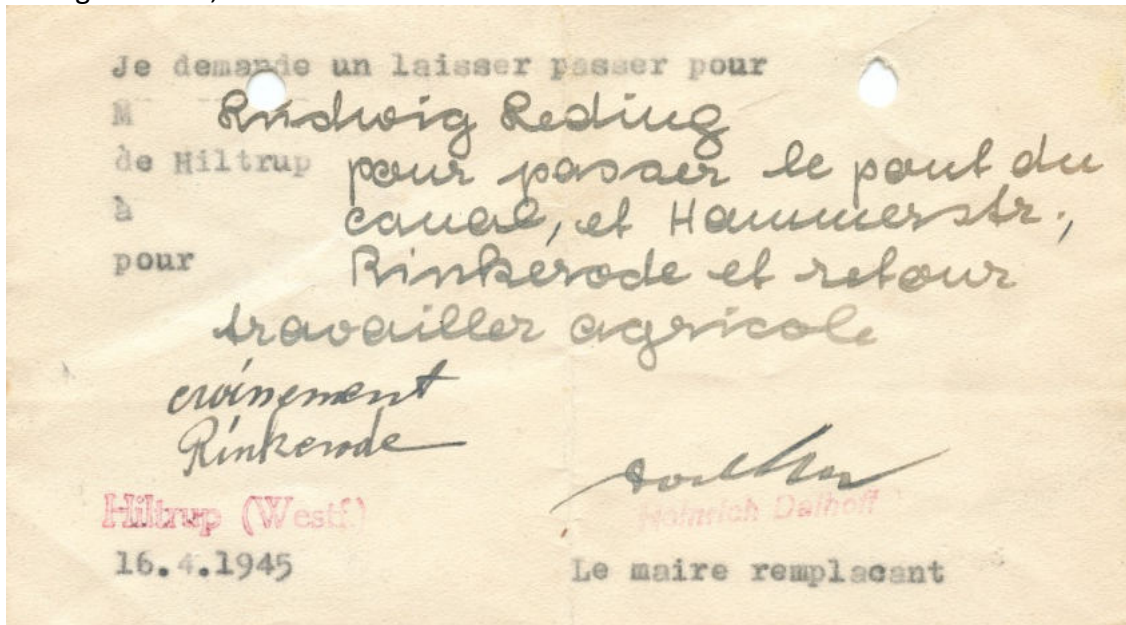 Je demande un laisser passer pour
M Ludwig Reding
de Hiltrup pour passer le pont du
à canal, et Hammerstr.,
pour Rinkerode et retour
travailler agricole
Rinkerode
Hiltrup (Westf.)
Heinrich Dalhoff
16.4.1945
Le maire remplacant